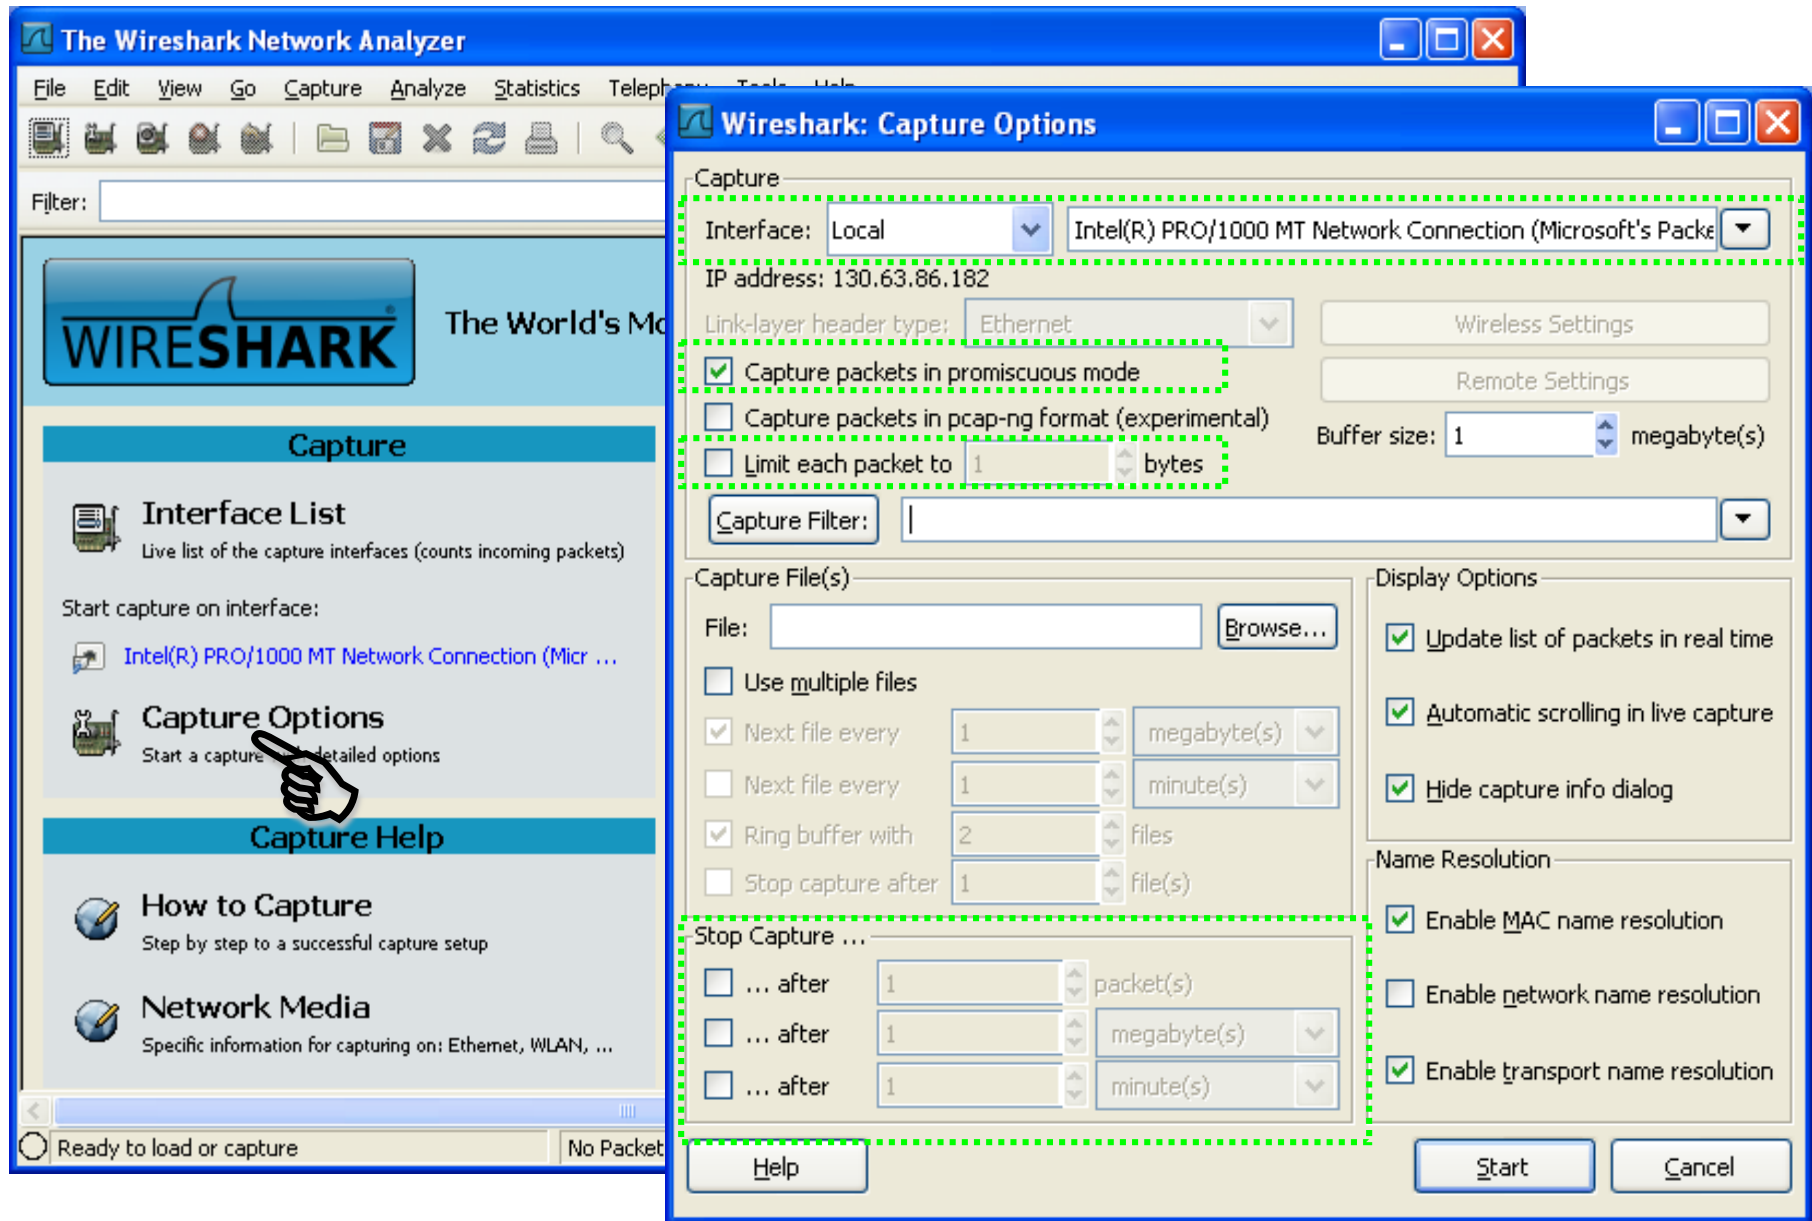 The Wireshark Network Analyzer
File Edit View Go Capture Analyze Statistics Telephony Tools Help
Filter:
WIRESHARK
The World's Mo
Capture
Interface List
Live list of the capture interfaces (counts incoming packets)
Start capture on interface:
Intel(R) PRO/1000 MT Network Connection (Micr ...
Capture Options
Start a capture with detailed options
Capture Help
How to Capture
Step by step to a successful capture setup
Network Media
Specific information for capturing on: Ethernet, WLAN, ...
Ready to load or capture
No Packet
Wireshark: Capture Options
Capture
Interface: Local Intel(R) PRO/1000 MT Network Connection (Microsoft's Packe
IP address: 130.63.86.182
Link-layer header type: Ethernet
Wireless Settings
Capture packets in promiscuous mode
Remote Settings
Capture packets in pcap-ng format (experimental)
Buffer size: 1 megabyte(s)
Limit each packet to 1 bytes
Capture Filter:
Capture File(s)
File: Browse...
Use multiple files
Next file every 1 megabyte(s)
Next file every 1 minute(s)
Ring buffer with 2 files
Stop capture after 1 file(s)
Stop Capture ...
... after 1 packet(s)
... after 1 megabyte(s)
... after 1 minute(s)
Display Options
Update list of packets in real time
Automatic scrolling in live capture
Hide capture info dialog
Name Resolution
Enable MAC name resolution
Enable network name resolution
Enable transport name resolution
Help
Start
Cancel